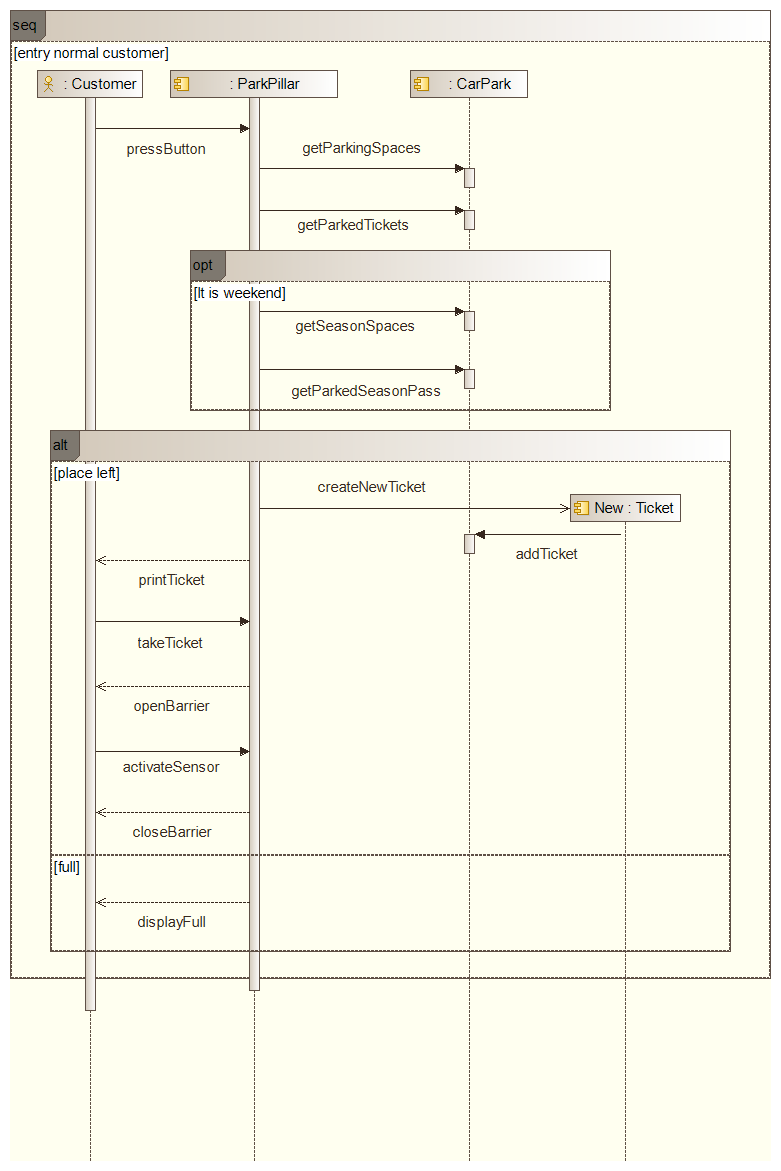 seq
[entry normal customer]
: Customer
: ParkPillar
: CarPark
pressButton
getParkingSpaces
getParkedTickets
opt
[It is weekend]
getSeasonSpaces
getParkedSeasonPass
alt
[place left]
createNewTicket
New : Ticket
addTicket
printTicket
takeTicket
openBarrier
activateSensor
closeBarrier
[full]
displayFull